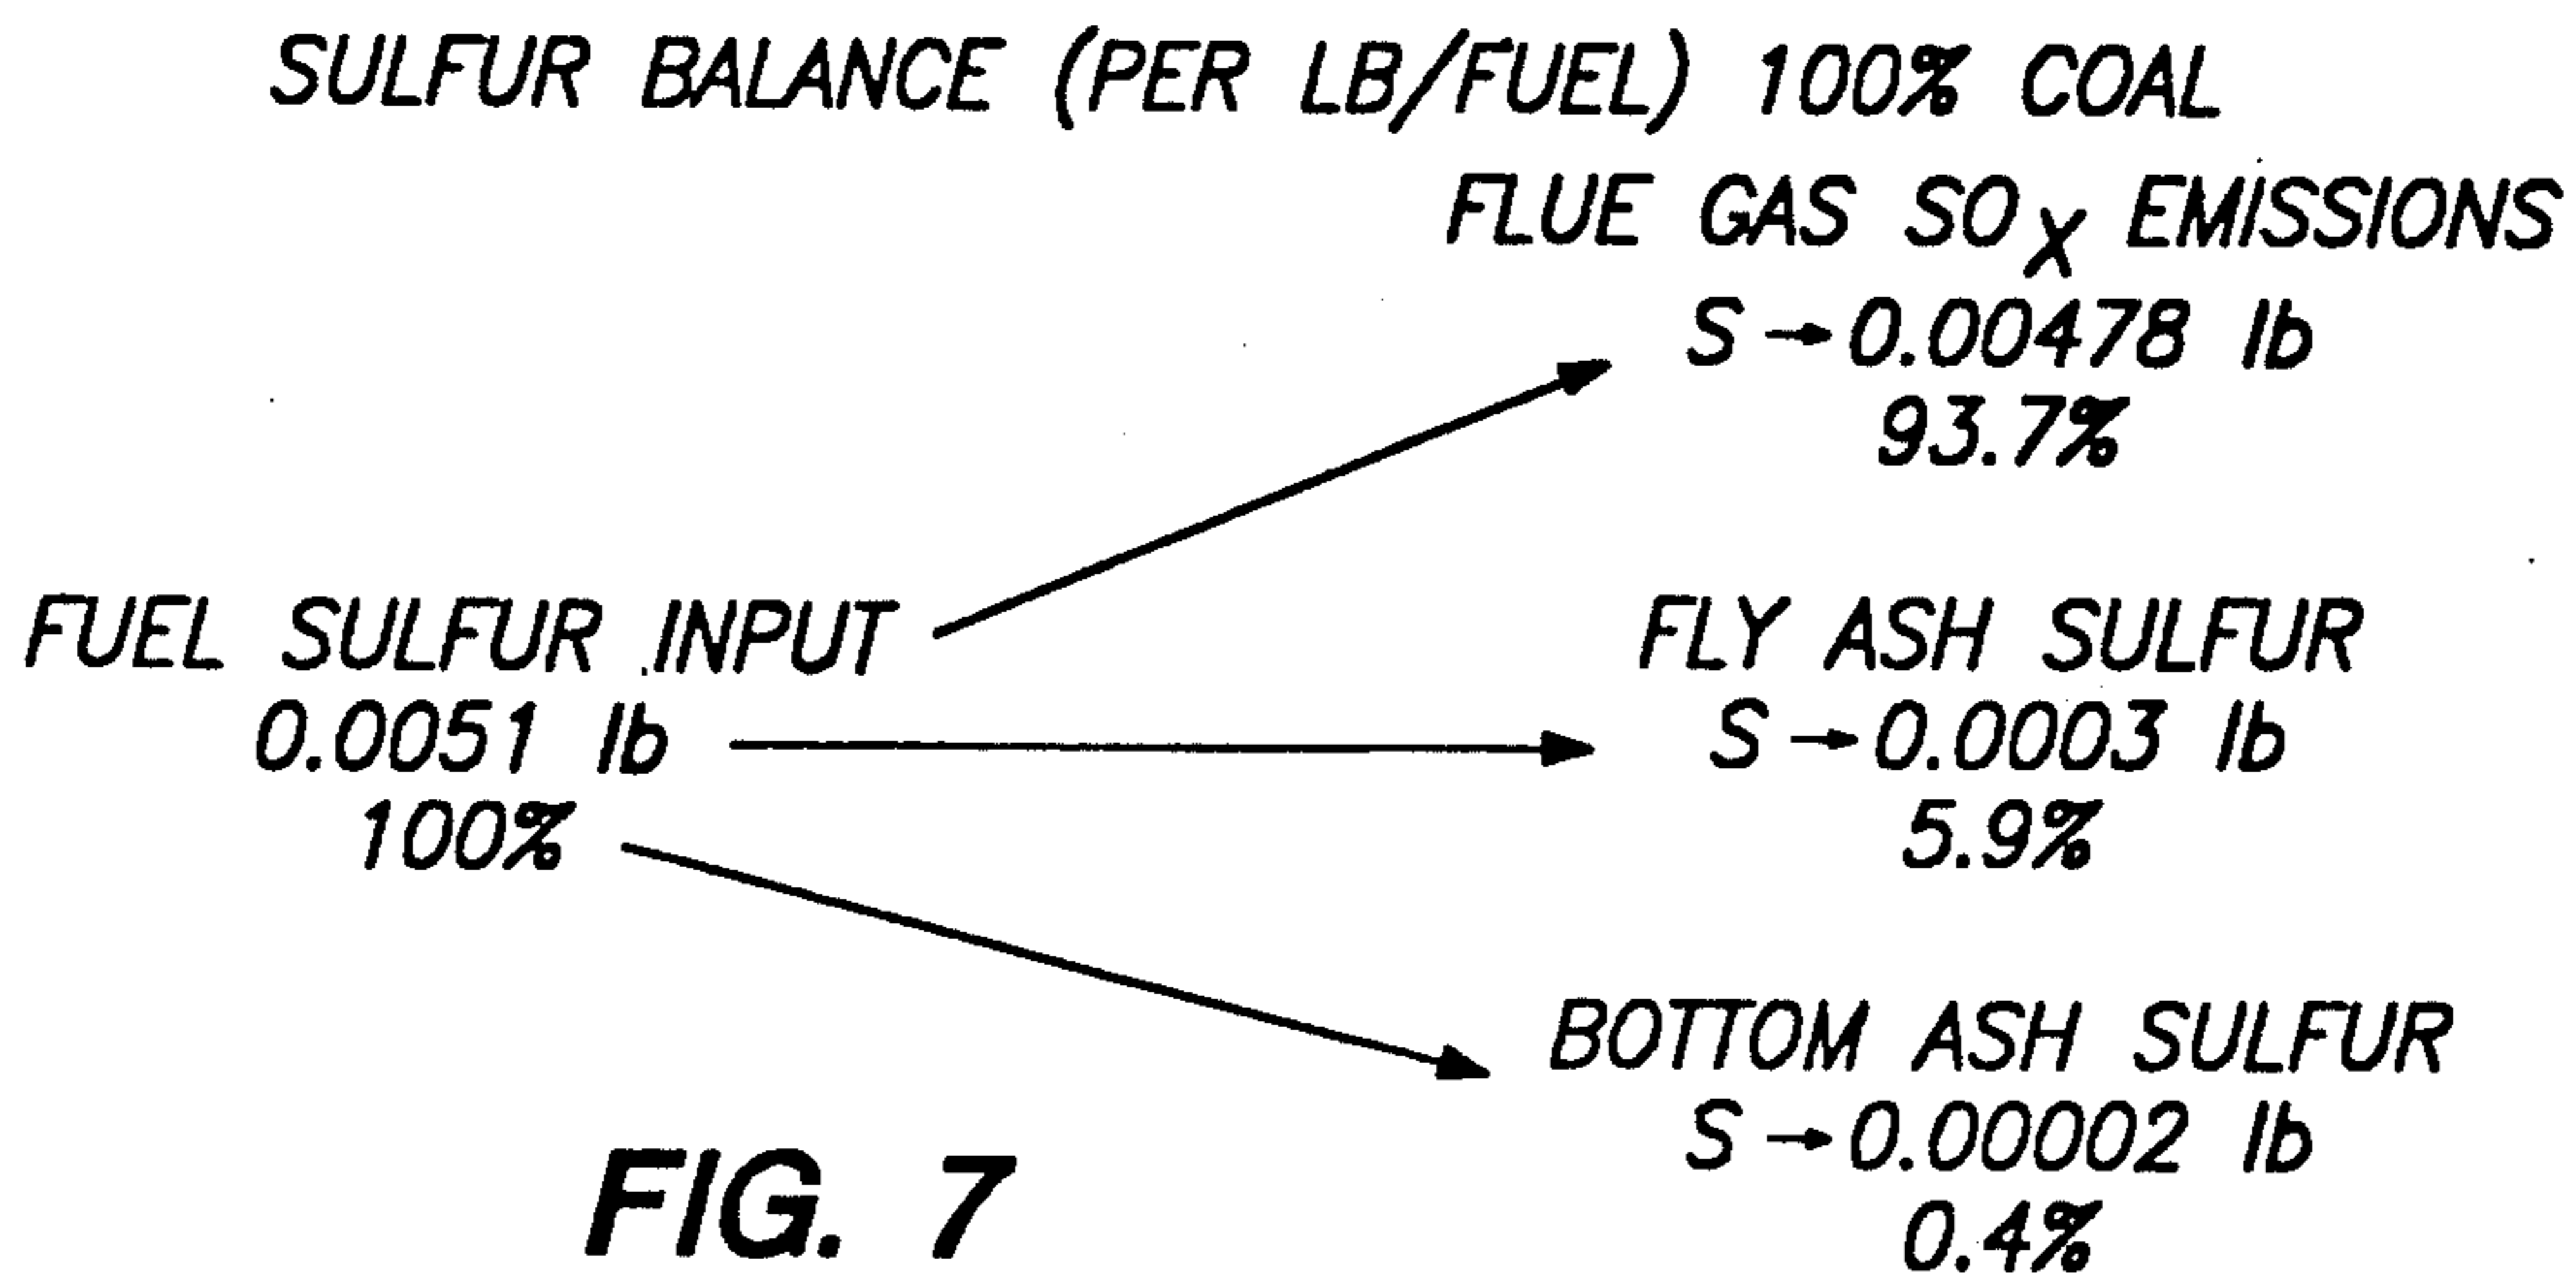 SULFUR BALANCE (PER LB/FUEL) 100% COAL
FLUE GAS SOX EMISSIONS
S→0.00478 lb
93.7%
FUEL SULFUR INPUT
0.0051 lb
100%
FLY ASH SULFUR
S→0.0003 lb
5.9%
BOTTOM ASH SULFUR
S→0.00002 lb
0.4%
FIG. 7